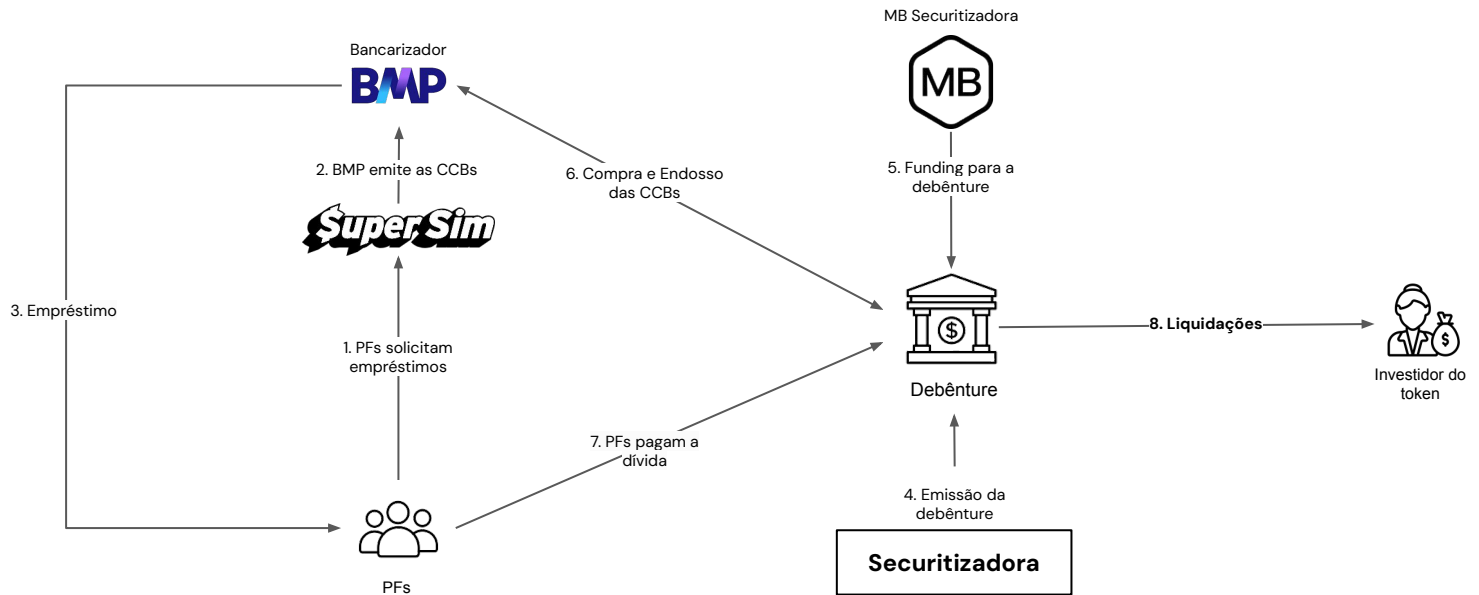 MB Securitizadora
Bancarizador
BMP
MB
2. BMP emite as CCBs
6. Compra e Endosso
das CCBs
5. Funding para a
debênture
$uper Sim
3. Empréstimo
1. PFs solicitam
empréstimos
$
8. Liquidações
$
Debênture
Investidor do
token
7. PFs pagam a
dívida
4. Emissão da
debênture
Securitizadora
PFs